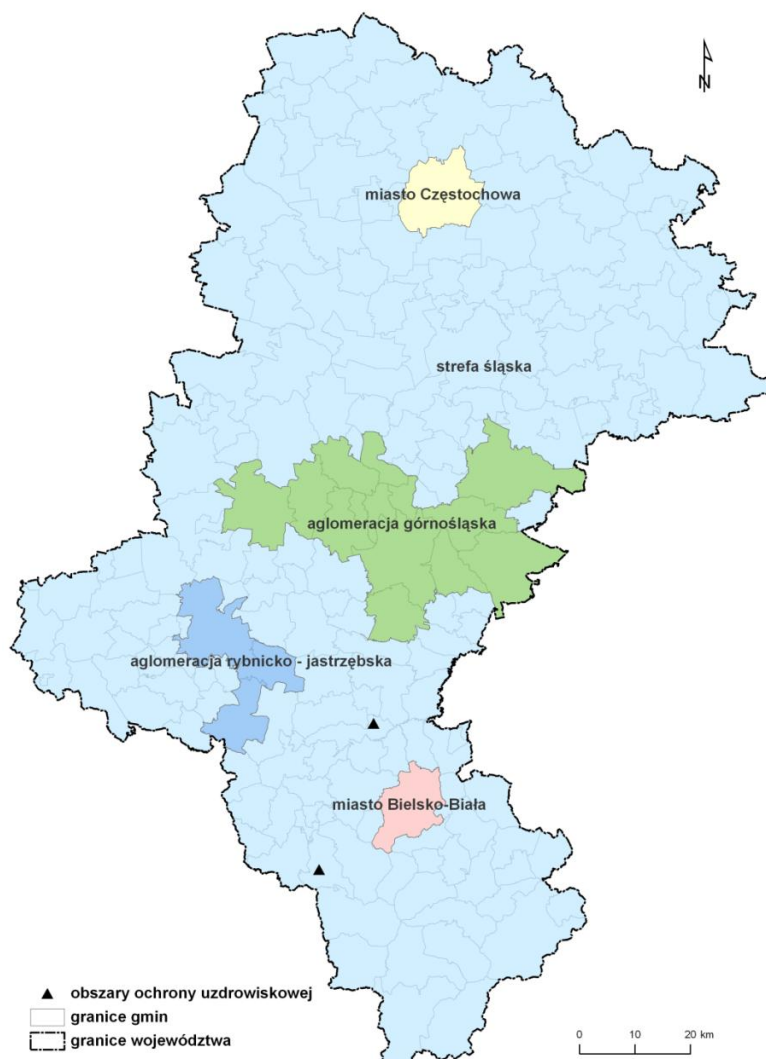 N
miasto Częstochowa
strefa śląska
aglomeracja górnośląska
aglomeracja rybnicko - jastrzębska
miasto Bielsko-Biała
obszary ochrony uzdrowiskowej
granice gmin
granice województwa
0 10 20 km